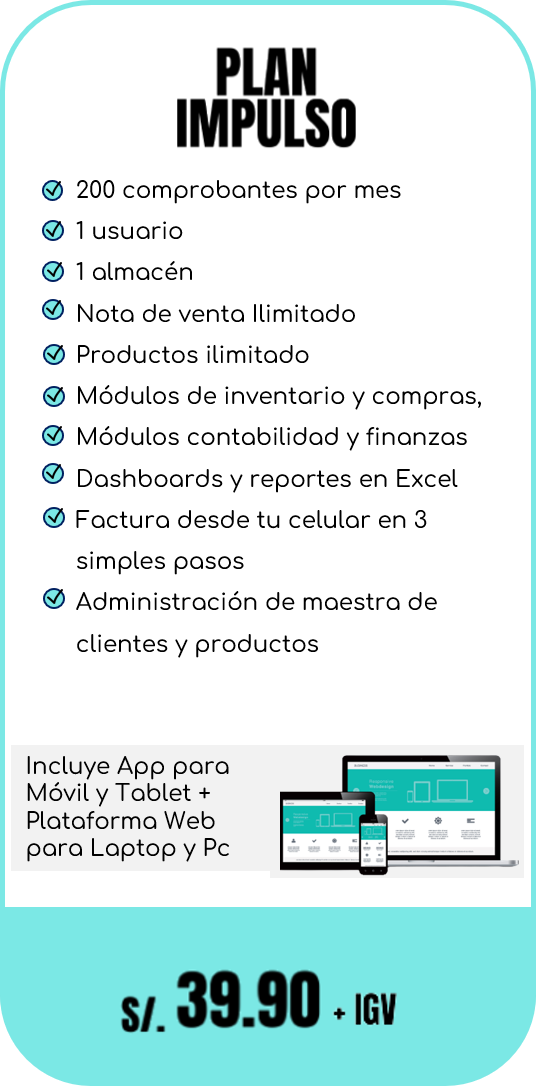 PLAN
IMPULSO
200 comprobantes por mes
1 usuario
1 almacén
Nota de venta Ilimitado
Productos ilimitado
Módulos de inventario y compras,
Módulos contabilidad y finanzas
Dashboards y reportes en Excel
Factura desde tu celular en 3
simples pasos
Administración de maestra de
clientes y productos
Incluye App para
Móvil y Tablet +
Plataforma Web
para Laptop y Pc
S/. 39.90 + IGV